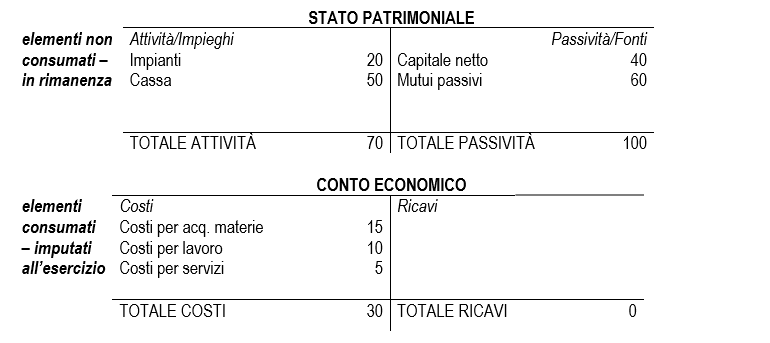 STATO PATRIMONIALE
elementi non Attività/Impieghi Passività/Fonti
consumati – Impianti 20 Capitale netto 40
in rimanenza Cassa 50 Mutui passivi 60
TOTALE ATTIVITÀ 70 TOTALE PASSIVITÀ 100
CONTO ECONOMICO
elementi Costi Ricavi
consumati Costi per acq. materie 15
– imputati Costi per lavoro 10
all’esercizio Costi per servizi 5
TOTALE COSTI 30 TOTALE RICAVI 0